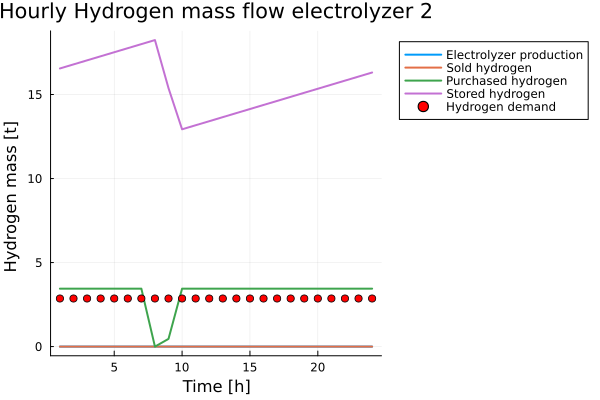 Hourly Hydrogen mass flow electrolyzer 2
Electrolyzer production
Sold hydrogen
Purchased hydrogen
Stored hydrogen
Hydrogen demand
Hydrogen mass [t]
15
10
5
0
5 10 15 20
Time [h]